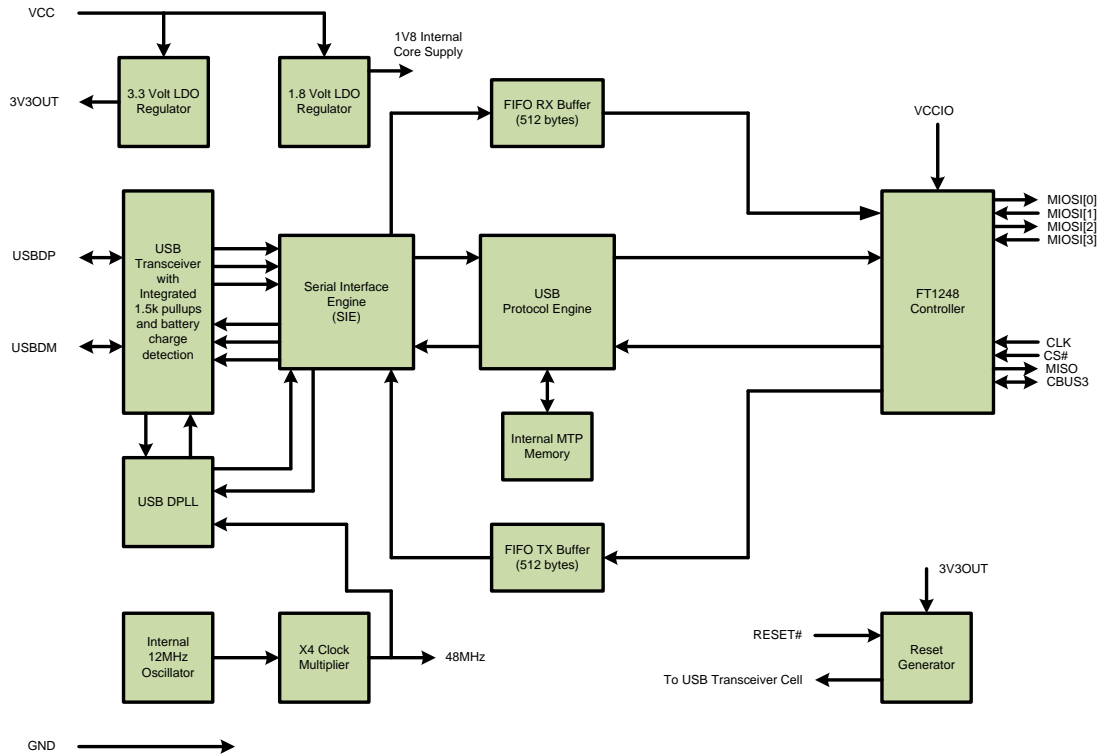 VCC
1V8 Internal
Core Supply
3.3 Volt LDO
Regulator
1.8 Volt LDO
Regulator
3V3OUT
FIFO RX Buffer
(512 bytes)
VCCIO
MIOSI[0]
MIOSI[1]
MIOSI[2]
MIOSI[3]
USBDP
USBDM
USB
Transceiver
with
Integrated
1.5k pullups
and battery
charge
detection
Serial Interface
Engine
(SIE)
USB
Protocol Engine
FT1248
Controller
CLK
CS#
MISO
CBUS3
Internal MTP
Memory
USB DPLL
FIFO TX Buffer
(512 bytes)
3V3OUT
Internal
12MHz
Oscillator
X4 Clock
Multiplier
48MHz
RESET#
Reset
Generator
To USB Transceiver Cell
GND